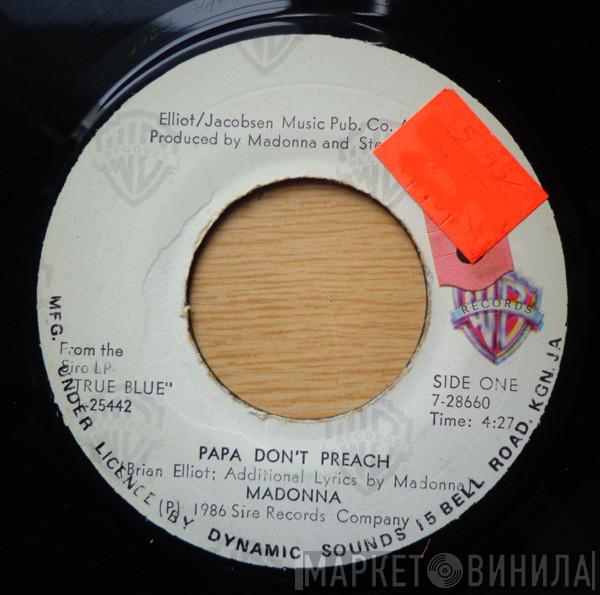 Elliot/Jacobsen Music Pub. Co.
Produced by Madonna and Ste
RECORDS
From the
Sire LP
"TRUE BLUE"
1-25442
SIDE ONE
7-28660
Time: 4:27
PAPA DON'T PREACH
(Brian Elliot; Additional Lyrics by Madonna
MADONNA
(P) 1986 Sire Records Company
MFG. UNDER LICENCE BY DYNAMIC SOUNDS 15 BELL ROAD, KGN. JA
МАРКЕТ ВИНИЛА